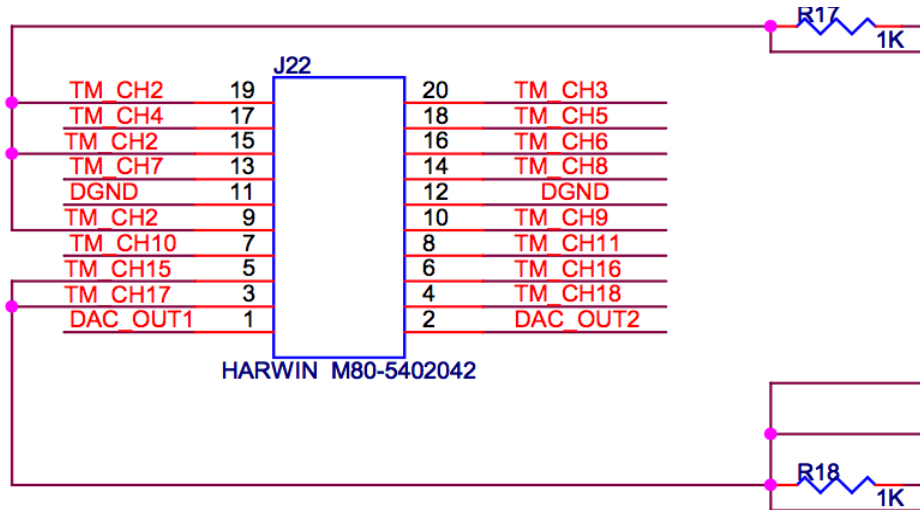 R17
1K
J22
TM_CH2 19 20 TM_CH3
TM_CH4 17 18 TM_CH5
TM_CH2 15 16 TM_CH6
TM_CH7 13 14 TM_CH8
DGND 11 12 DGND
TM_CH2 9 10 TM_CH9
TM_CH10 7 8 TM_CH11
TM_CH15 5 6 TM_CH16
TM_CH17 3 4 TM_CH18
DAC_OUT1 1 2 DAC_OUT2
HARWIN M80-5402042
R18
1K